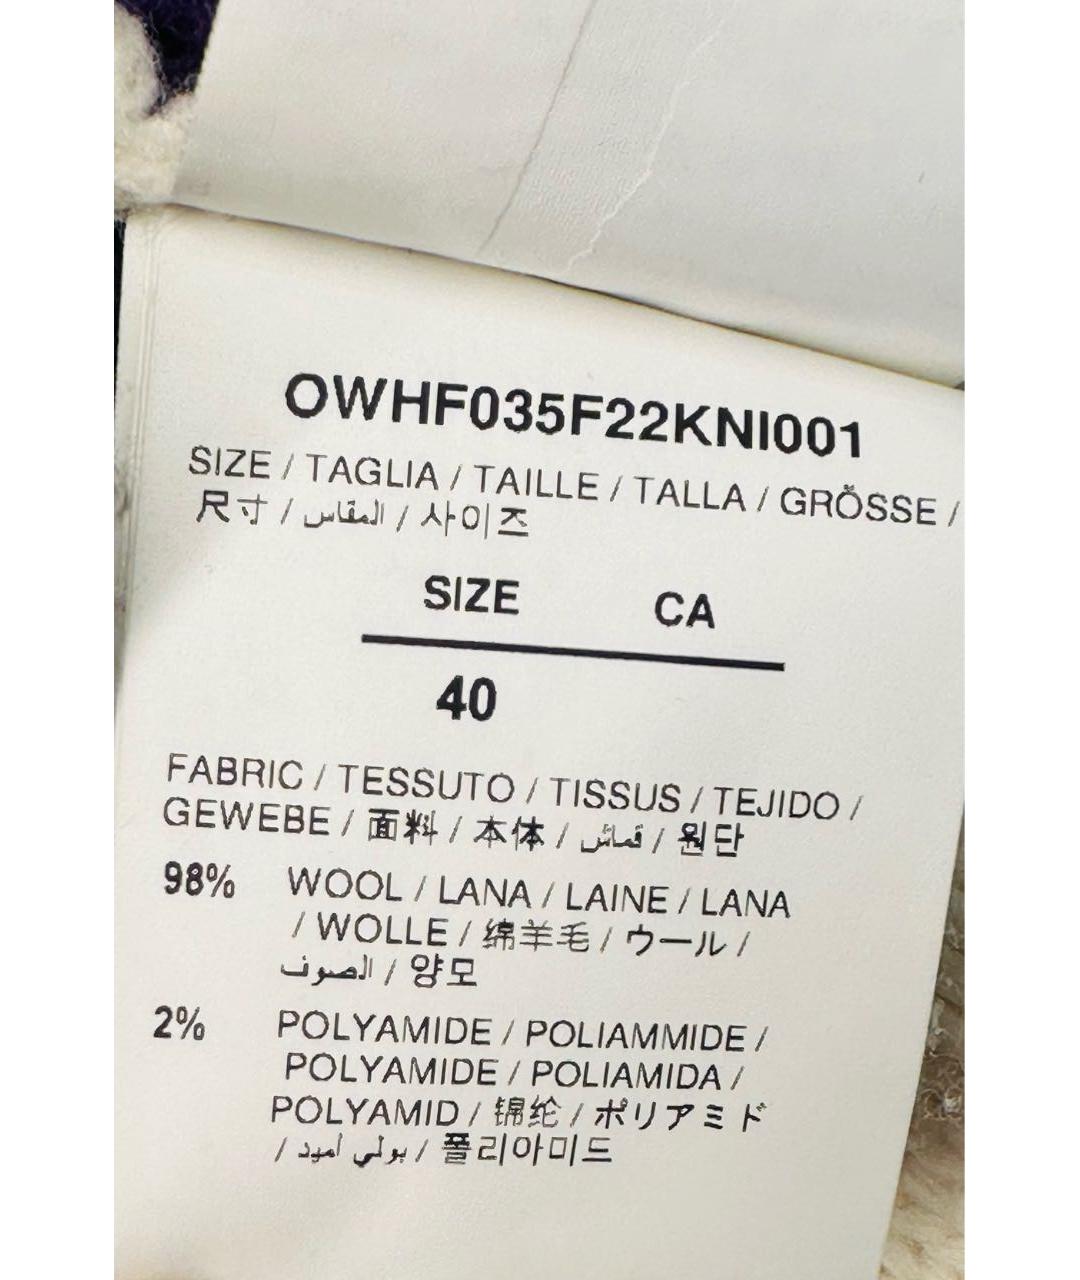 OWHF035F22KNI001
SIZE / TAGLIA / TAILLE / TALLA / GRÖSSE /
尺寸 / المقاس / 사이즈
SIZE CA
40
FABRIC / TESSUTO / TISSUS / TEJIDO /
GEWEBE / 面料 / 本体 / قماش / 원단
98% WOOL / LANA / LAINE / LANA
/ WOLLE / 绵羊毛 / ウール /
الصوف / 양모
2% POLYAMIDE / POLIAMMIDE /
POLYAMIDE / POLIAMIDA /
POLYAMID / 锦纶 / ポリアミド
/ بولي أميد / 폴리아미드